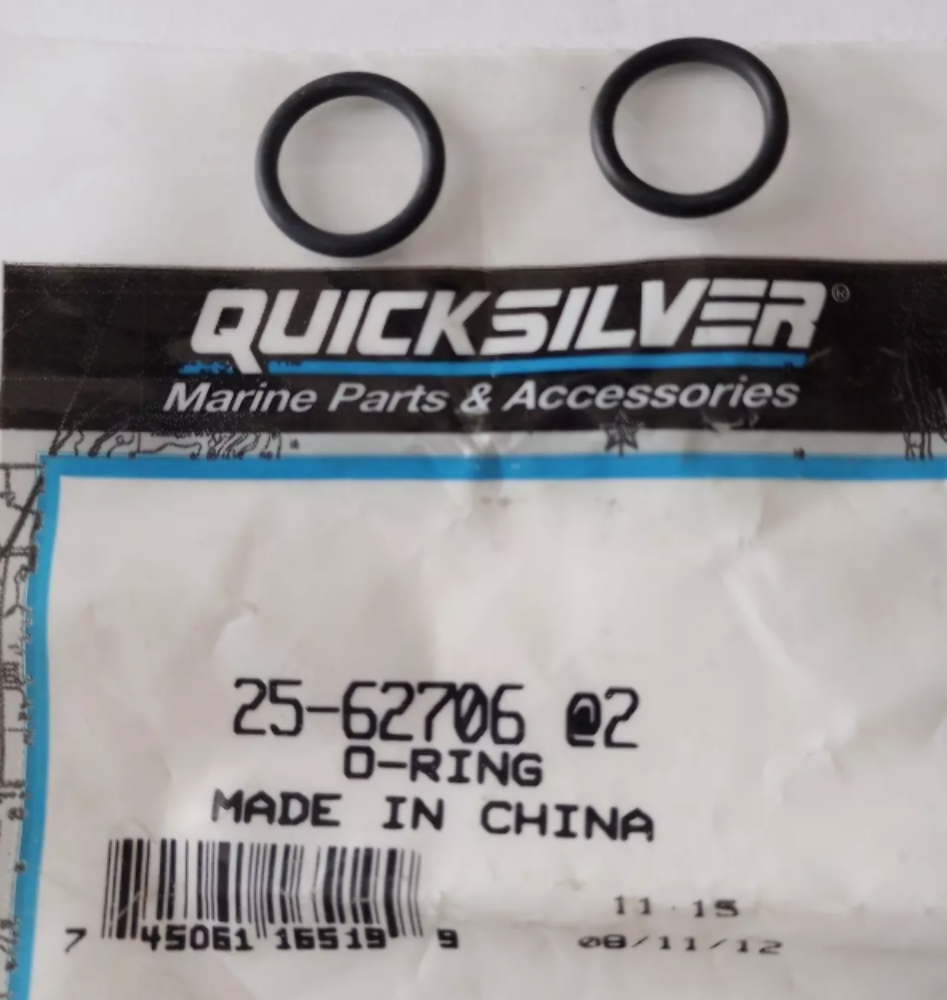 QUICKSILVER®
Marine Parts & Accessories
25-62706 @2
O-RING
MADE IN CHINA
11 15
08/11/12
7 45061 16519 9